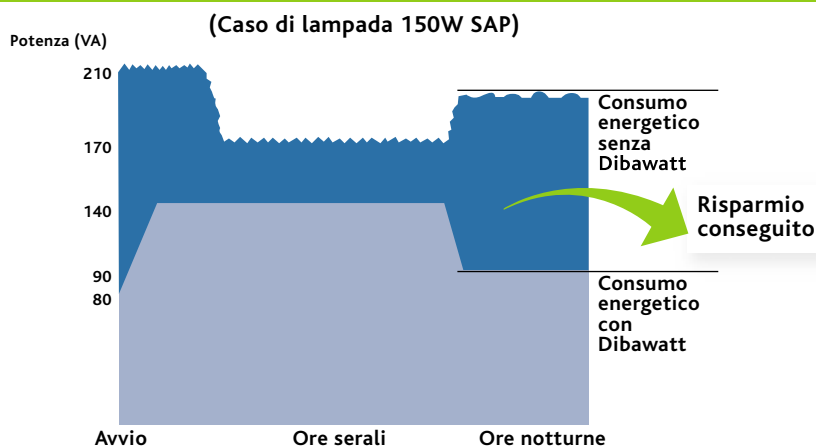 (Caso di lampada 150W SAP)
Potenza (VA)
210
170
140
90
80
Consumo
energetico
senza
Dibawatt
Risparmio
conseguito
Consumo
energetico
con
Dibawatt
Avvio
Ore serali
Ore notturne